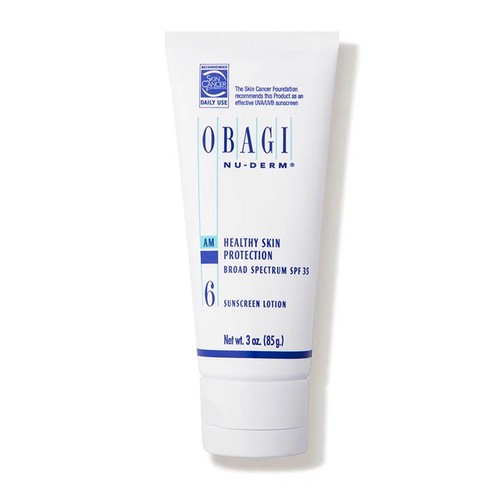 RECOMMENDED
SKIN CANCER
DAILY USE
The Skin Cancer Foundation
recommends this Product as an
effective UVA/UVB sunscreen
OBAGI
NU-DERM®
AM
HEALTHY SKIN
PROTECTION
BROAD SPECTRUM SPF 35
6
SUNSCREEN LOTION
Net wt. 3 oz. (85g.)